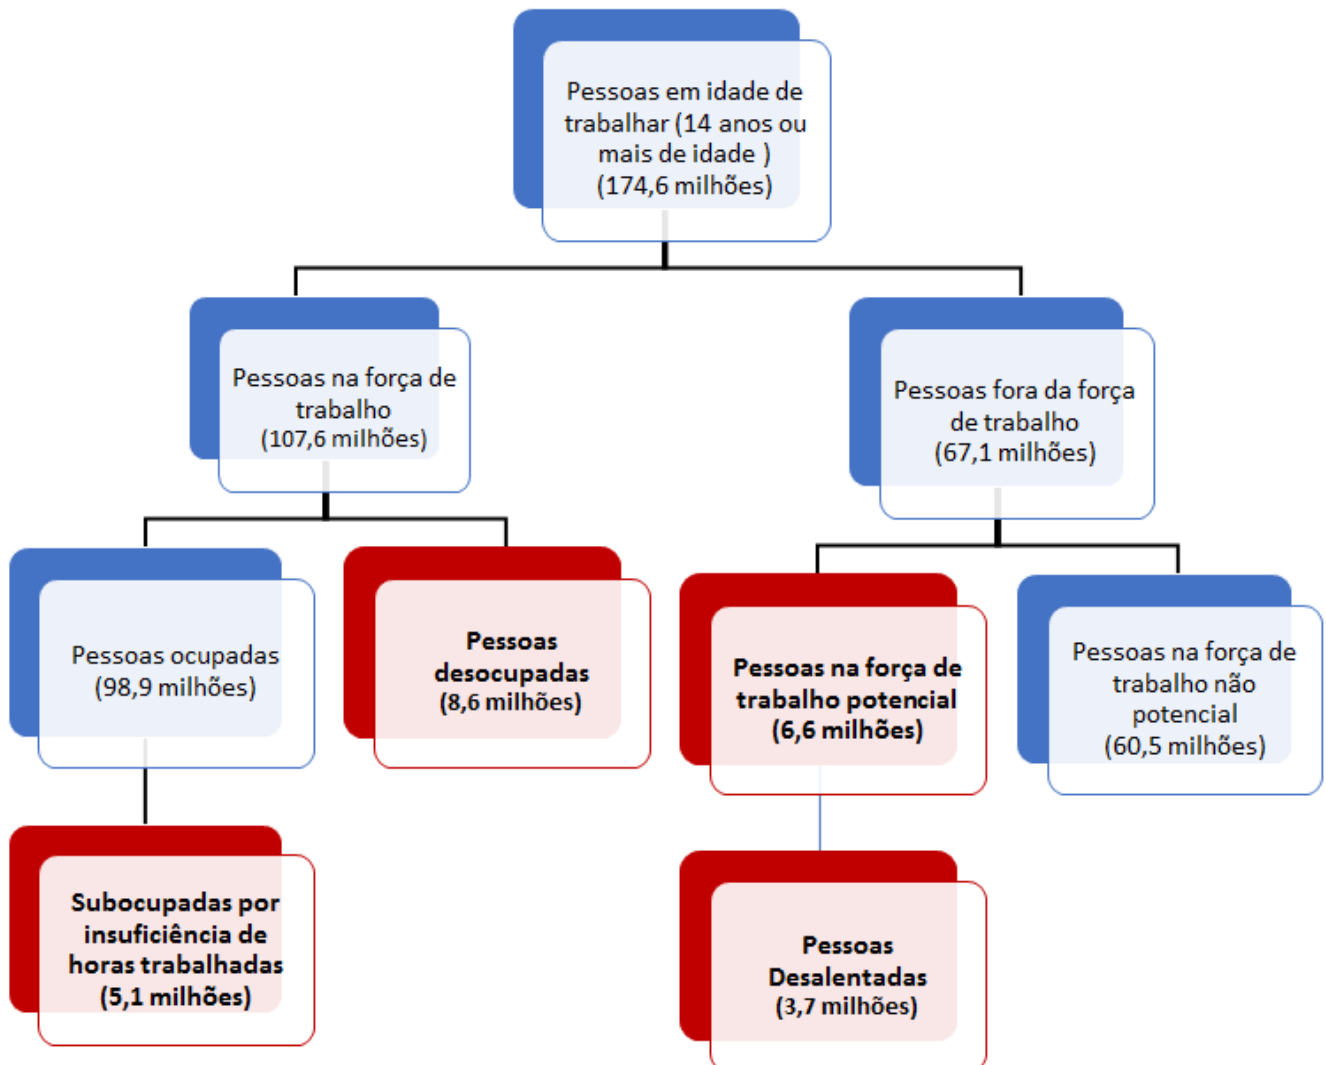 Pessoas em idade de
trabalhar (14 anos ou
mais de idade )
(174,6 milhões)
Pessoas na força de
trabalho
(107,6 milhões)
Pessoas fora da força
de trabalho
(67,1 milhões)
Pessoas ocupadas
(98,9 milhões)
Pessoas
desocupadas
(8,6 milhões)
Pessoas na força de
trabalho potencial
(6,6 milhões)
Pessoas na força de
trabalho não
potencial
(60,5 milhões)
Subocupadas por
insuficiência de
horas trabalhadas
(5,1 milhões)
Pessoas
Desalentadas
(3,7 milhões)